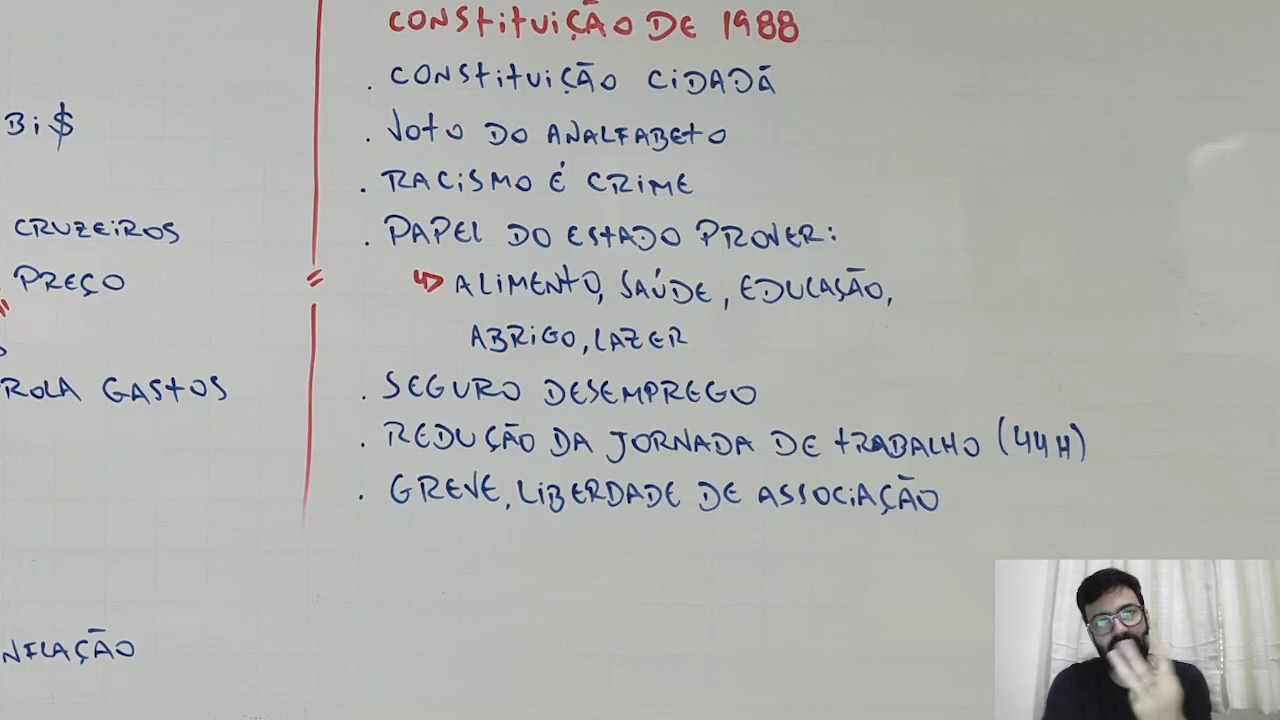 CONSTITUIÇÃO DE 1988
. CONSTITUIÇÃO CIDADÃ
. VOTO DO ANALFABETO
. RACISMO É CRIME
. PAPEL DO ESTADO PROVER:
↳ ALIMENTO, SAÚDE, EDUCAÇÃO,
ABRIGO, LAZER
. SEGURO DESEMPREGO
. REDUÇÃO DA JORNADA DE TRABALHO (44H)
. GREVE, LIBERDADE DE ASSOCIAÇÃO
BI$
CRUZEIROS
PREÇO
ROLA GASTOS
NFLAÇÃO